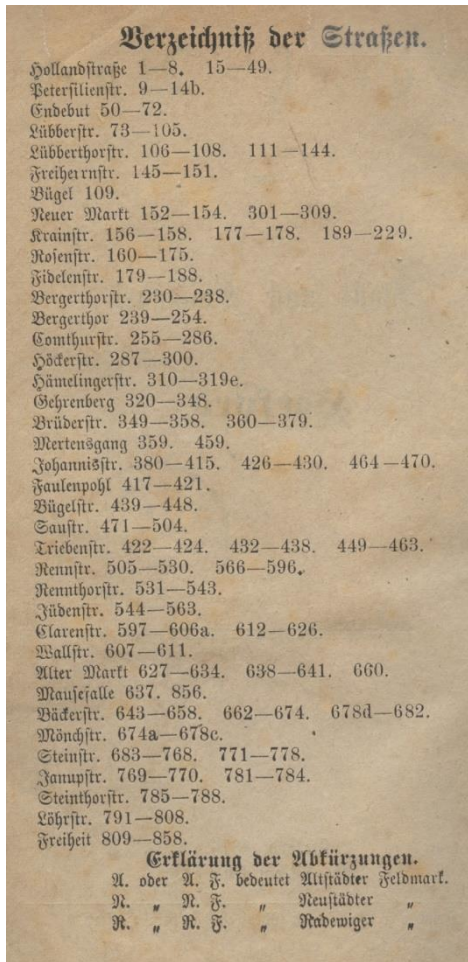 Verzeichniß der Straßen.
Hollandstraße 1—8. 15—49.
Petersilienstr. 9—14b.
Endebut 50—72.
Lübberstr. 73—105.
Lübberthorstr. 106—108. 111—144.
Freiherrnstr. 145—151.
Bügel 109.
Neuer Markt 152—154. 301—309.
Krainstr. 156—158. 177—178. 189—229.
Rosenstr. 160—175.
Fidelenstr. 179—188.
Bergerthorstr. 230—238.
Bergerthor 239—254.
Comthurstr. 255—286.
Höckerstr. 287—300.
Hämelingerstr. 310—319e.
Gehrenberg 320—348.
Brüderstr. 349—358. 360—379.
Mertensgang 359. 459.
Johannisstr. 380—415. 426—430. 464—470.
Faulenpohl 417—421.
Bügelstr. 439—448.
Saustr. 471—504.
Triebenstr. 422—424. 432—438. 449—463.
Rennstr. 505—530. 566—596.
Rennthorstr. 531—543.
Jüdenstr. 544—563.
Clarenstr. 597—606a. 612—626.
Wallstr. 607—611.
Alter Markt 627—634. 638—641. 660.
Mausefalle 637. 856.
Bäckerstr. 643—658. 662—674. 678d—682.
Mönchstr. 674a—678c.
Steinstr. 683—768. 771—778.
Janupstr. 769—770. 781—784.
Steinthorstr. 785—788.
Löhrstr. 791—808.
Freiheit 809—858.
Erklärung der Abkürzungen.
A. oder A. F. bedeutet Altstädter Feldmark.
N. „ N. F. „ Neustädter „
R. „ R. F. „ Radewiger „